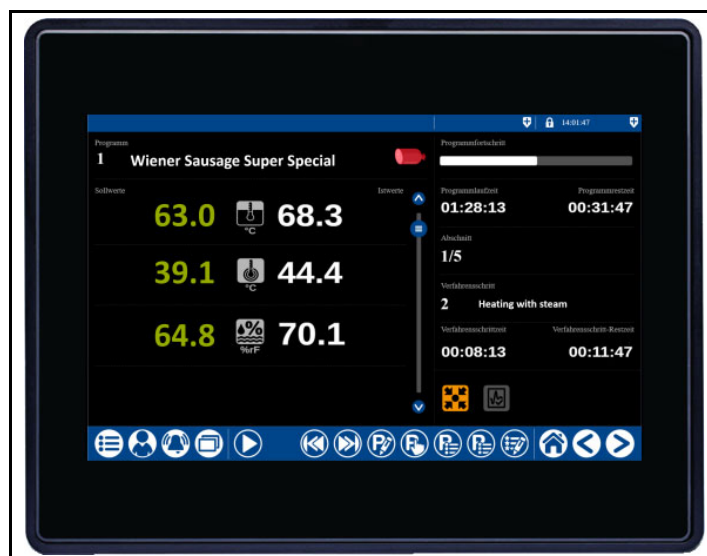 14:01:47
Programm
1 Wiener Sausage Super Special
Sollwerte
Istwerte
63.0 °C 68.3
39.1 °C 44.4
64.8 % %rF 70.1
Programmfortschritt
Programmlaufzeit Programmrestzeit
01:28:13 00:31:47
Abschnitt
1/5
Verfahrensschritt
2 Heating with steam
Verfahrensschrittzeit Verfahrensschritt-Restzeit
00:08:13 00:11:47
P P P P